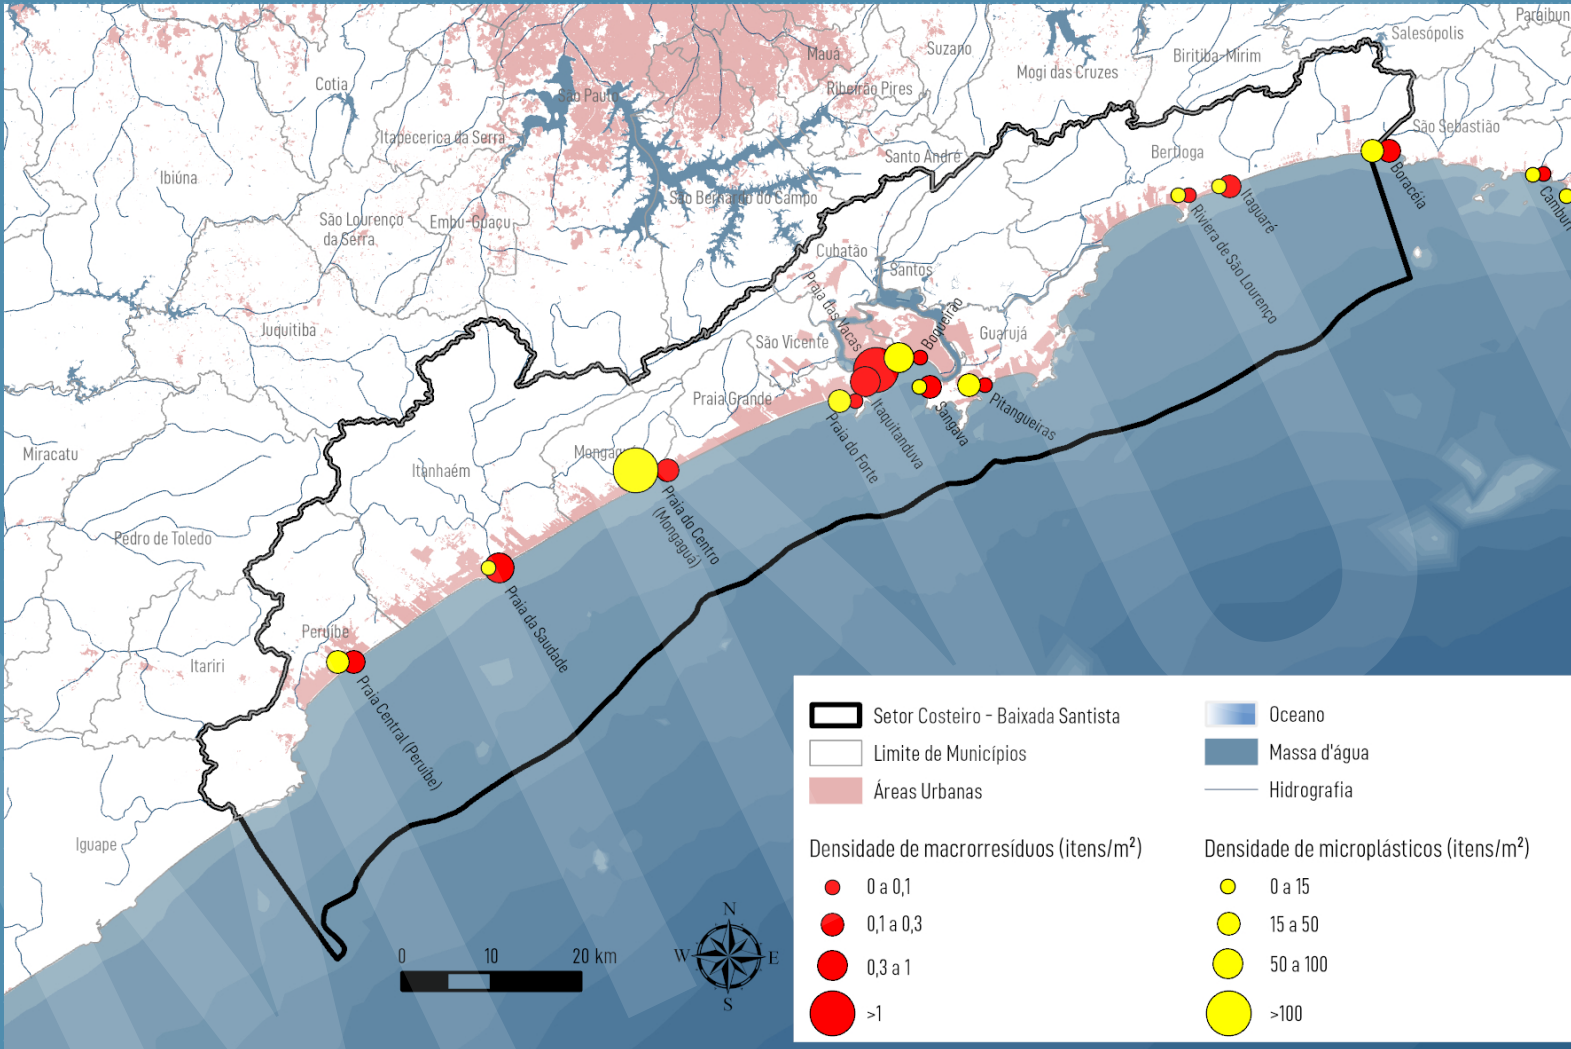 Paraibun
Salesópolis
Suzano
Mauá
Biritiba-Mirim
Mogi das Cruzes
Cotia
Ribeirão Pires
São Paulo
São Sebastião
Itapecerica da Serra
Santo André
Bertioga
Boracéia
Ibiúna
Camburi
São Bernardo do Campo
Itaguaré
São Lourenço
da Serra
Embu-Guaçu
Riviera de São Lourenço
Cubatão
Santos
Praia das Vacas
Boqueirão
Juquitiba
São Vicente
Guarujá
Praia Grande
Pitangueiras
Sangava
Itaquitanduva
Praia do Forte
Miracatu
Itanhaém
Mongagu
Praia do Centro
(Mongaguá)
Pedro de Toledo
Praia da Saudade
Peruíbe
Itariri
Praia Central (Peruíbe)
Iguape
N
W
E
S
0 10 20 km
Setor Costeiro - Baixada Santista
Limite de Municípios
Áreas Urbanas
Oceano
Massa d'água
Hidrografia
Densidade de macrorresíduos (itens/m²)
0 a 0,1
0,1 a 0,3
0,3 a 1
>1
Densidade de microplásticos (itens/m²)
0 a 15
15 a 50
50 a 100
>100